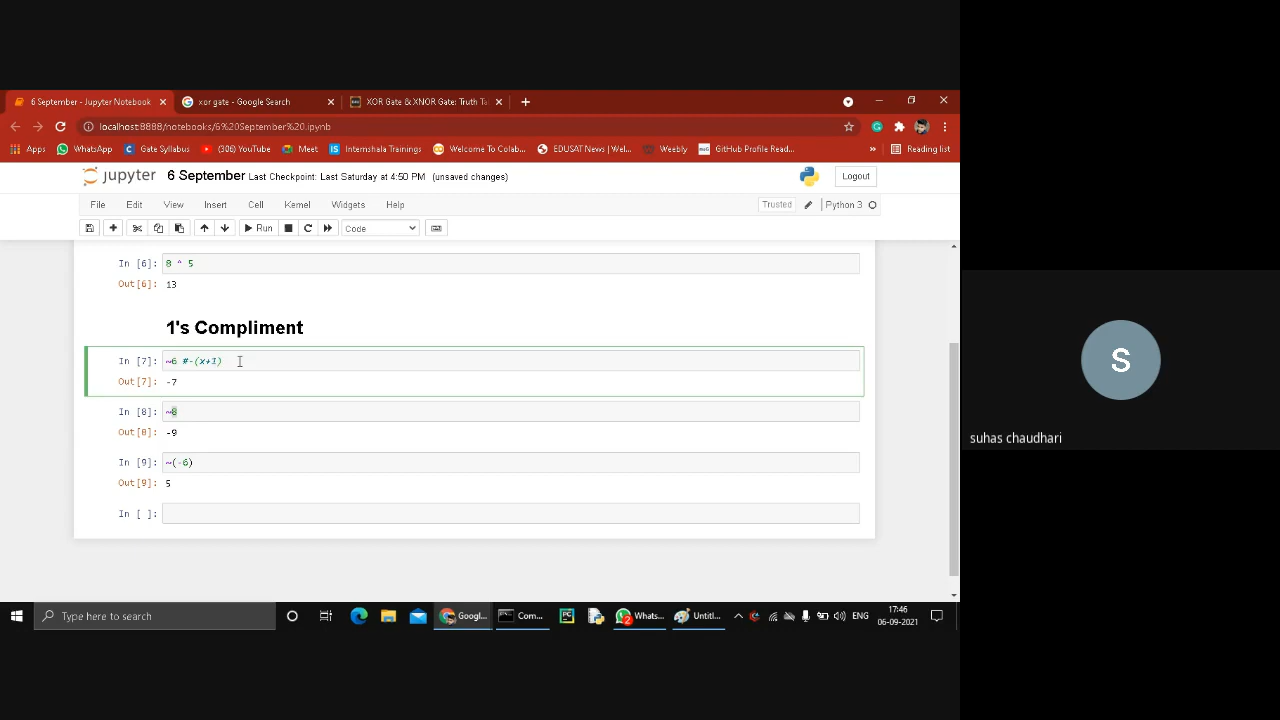 6 September - Jupyter Notebook
xor gate - Google Search
XOR Gate & XNOR Gate: Truth Ta
localhost:8888/notebooks/6%20September%20.ipynb
Apps
WhatsApp
Gate Syllabus
(306) YouTube
Meet
Internshala Trainings
Welcome To Colab...
EDUSAT News | Wel...
Weebly
GitHub Profile Read...
»
Reading list
jupyter 6 September Last Checkpoint: Last Saturday at 4:50 PM (unsaved changes)
Logout
File Edit View Insert Cell Kernel Widgets Help
Trusted
Python 3
Run
Code
In [6]: 8 ^ 5
Out[6]: 13
1's Compliment
In [7]: ~6 #-(x+1)
Out[7]: -7
In [8]: ~8
Out[8]: -9
In [9]: ~(-6)
Out[9]: 5
In [ ]:
S
suhas chaudhari
Type here to search
Googl...
Com...
Whats...
Untitl...
ENG
17:46
06-09-2021